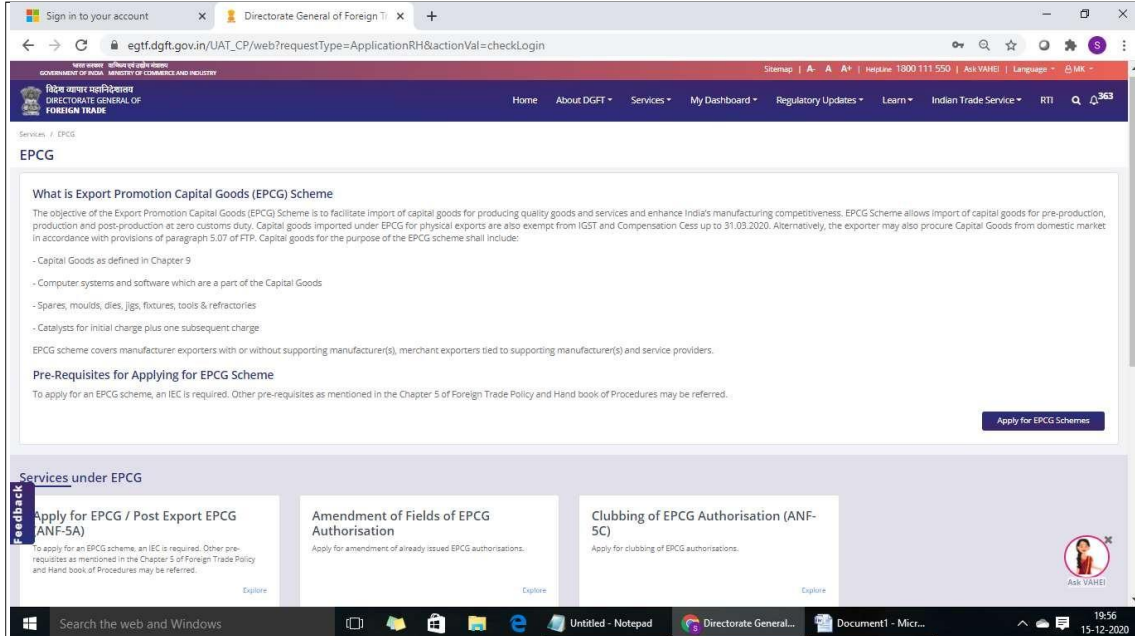 Sign in to your account
Directorate General of Foreign Tr
egtf.dgft.gov.in/UAT_CP/web?requestType=ApplicationRH&actionVal=checkLogin
S
भारत सरकार वाणिज्य एवं उद्योग मंत्रालय
GOVERNMENT OF INDIA MINISTRY OF COMMERCE AND INDUSTRY
Sitemap | A- A A+ | HelpLine 1800 111 550 | Ask VAHEI | Language MK
विदेश व्यापार महानिदेशालय
DIRECTORATE GENERAL OF
FOREIGN TRADE
Home About DGFT Services My Dashboard Regulatory Updates Learn Indian Trade Service RTI 363
Services / EPCG
EPCG
What is Export Promotion Capital Goods (EPCG) Scheme
The objective of the Export Promotion Capital Goods (EPCG) Scheme is to facilitate import of capital goods for producing quality goods and services and enhance India's manufacturing competitiveness. EPCG Scheme allows import of capital goods for pre-production,
production and post-production at zero customs duty. Capital goods imported under EPCG for physical exports are also exempt from IGST and Compensation Cess up to 31.03.2020. Alternatively, the exporter may also procure Capital Goods from domestic market
in accordance with provisions of paragraph 5.07 of FTP. Capital goods for the purpose of the EPCG scheme shall include:
- Capital Goods as defined in Chapter 9
- Computer systems and software which are a part of the Capital Goods
- Spares, moulds, dies, jigs, fixtures, tools & refractories
- Catalysts for initial charge plus one subsequent charge
EPCG scheme covers manufacturer exporters with or without supporting manufacturer(s), merchant exporters tied to supporting manufacturer(s) and service providers.
Pre-Requisites for Applying for EPCG Scheme
To apply for an EPCG scheme, an IEC is required. Other pre-requisites as mentioned in the Chapter 5 of Foreign Trade Policy and Hand book of Procedures may be referred.
Apply for EPCG Schemes
Services under EPCG
Feedback
Apply for EPCG / Post Export EPCG
(ANF-5A)
To apply for an EPCG scheme, an IEC is required. Other pre-
requisites as mentioned in the Chapter 5 of Foreign Trade Policy
and Hand book of Procedures may be referred.
Explore
Amendment of Fields of EPCG
Authorisation
Apply for amendment of already issued EPCG authorisations.
Explore
Clubbing of EPCG Authorisation (ANF-
5C)
Apply for clubbing of EPCG authorisations.
Explore
Ask VAHEI
Search the web and Windows
Untitled - Notepad
Directorate General...
Document1 - Micr...
19:56
15-12-2020